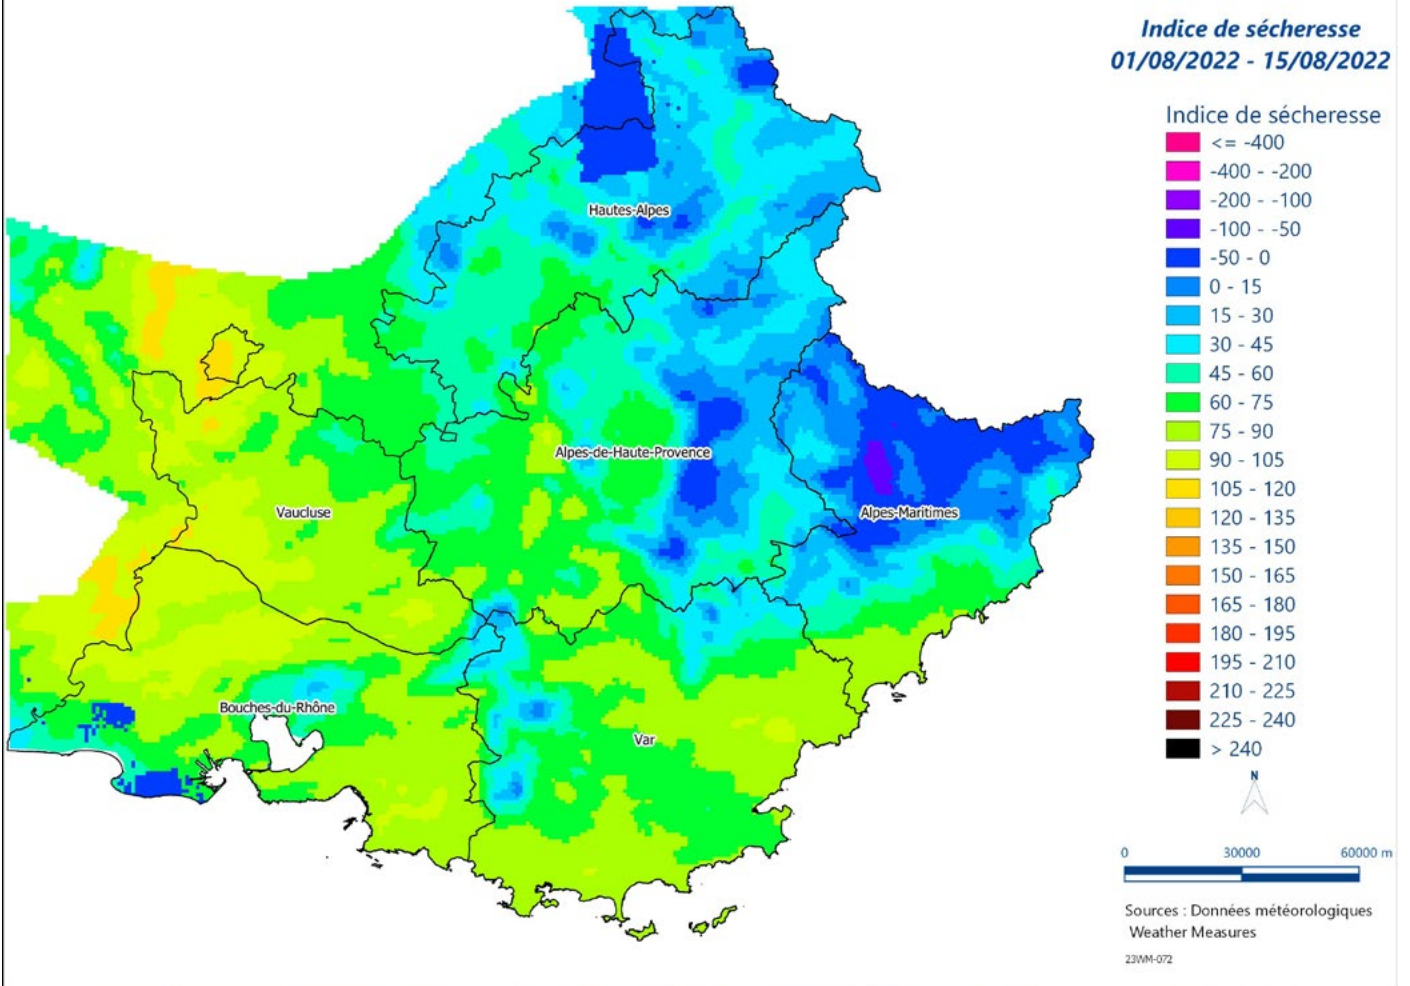 Indice de sécheresse
01/08/2022 - 15/08/2022
Indice de sécheresse
<= -400
-400 - -200
-200 - -100
-100 - -50
-50 - 0
0 - 15
15 - 30
30 - 45
45 - 60
60 - 75
75 - 90
90 - 105
105 - 120
120 - 135
135 - 150
150 - 165
165 - 180
180 - 195
195 - 210
210 - 225
225 - 240
> 240
Hautes-Alpes
Alpes-de-Haute-Provence
Vaucluse
Alpes-Maritimes
Bouches-du-Rhône
Var
N
0 30000 60000 m
Sources : Données météorologiques
Weather Measures
23WM-072